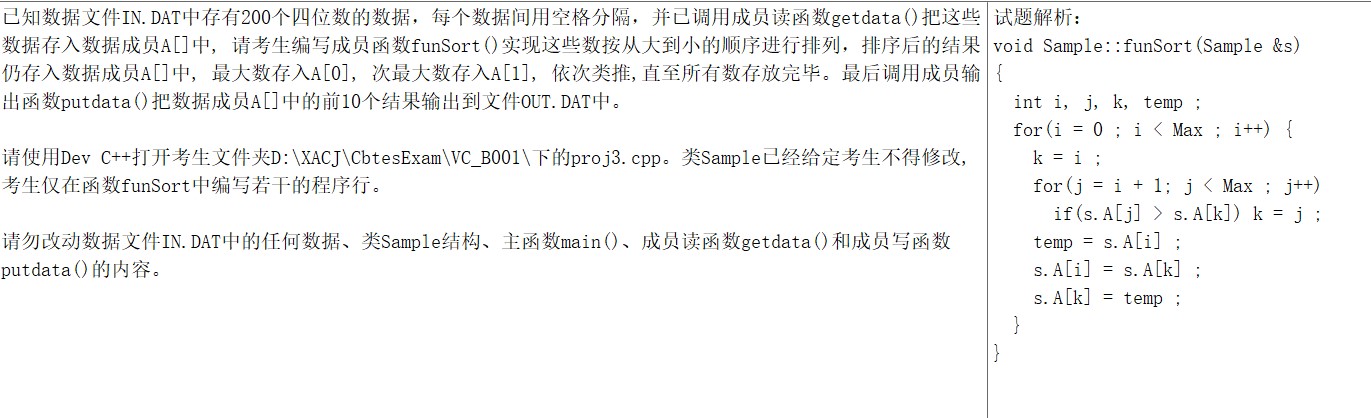 已知数据文件IN.DAT中存有200个四位数的数据，每个数据间用空格分隔，并已调用成员读函数getdata()把这些
数据存入数据成员A[]中, 请考生编写成员函数funSort()实现这些数按从大到小的顺序进行排列，排序后的结果
仍存入数据成员A[]中, 最大数存入A[0], 次最大数存入A[1], 依次类推,直至所有数存放完毕。最后调用成员输
出函数putdata()把数据成员A[]中的前10个结果输出到文件OUT.DAT中。
请使用Dev C++打开考生文件夹D:\XACJ\CbtesExam\VC_B001\下的proj3.cpp。类Sample已经给定考生不得修改,
考生仅在函数funSort中编写若干的程序行。
请勿改动数据文件IN.DAT中的任何数据、类Sample结构、主函数main()、成员读函数getdata()和成员写函数
putdata()的内容。
试题解析：
void Sample::funSort(Sample &s)
{
  int i, j, k, temp ;
  for(i = 0 ; i < Max ; i++) {
    k = i ;
    for(j = i + 1; j < Max ; j++)
      if(s.A[j] > s.A[k]) k = j ;
    temp = s.A[i] ;
    s.A[i] = s.A[k] ;
    s.A[k] = temp ;
  }
}